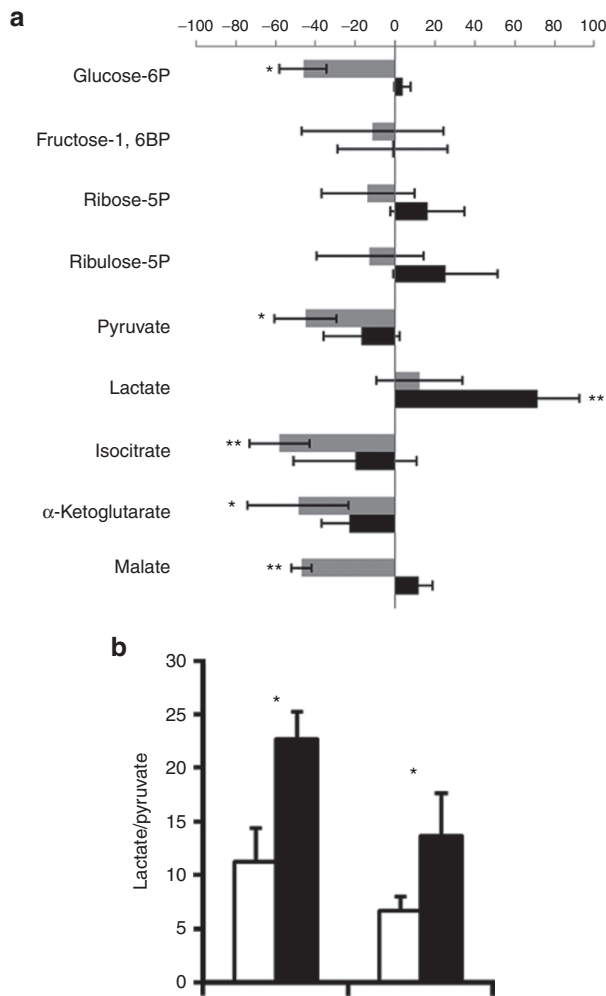 a
−100 −80 −60 −40 −20 0 20 40 60 80 100
Glucose-6P
*
Fructose-1, 6BP
Ribose-5P
Ribulose-5P
Pyruvate
*
Lactate
**
Isocitrate
**
α-Ketoglutarate
*
Malate
**
b
Lactate/pyruvate
30
25
20
15
10
5
0
*
*